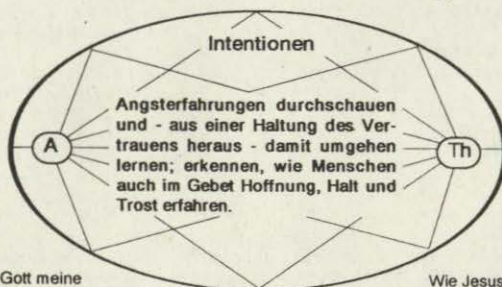 Intentionen
Angsterfahrungen durchschauen
und - aus einer Haltung des Ver-
trauens heraus - damit umgehen
lernen; erkennen, wie Menschen
auch im Gebet Hoffnung, Halt und
Trost erfahren.
A
Th
Gott meine
Wie Jesus